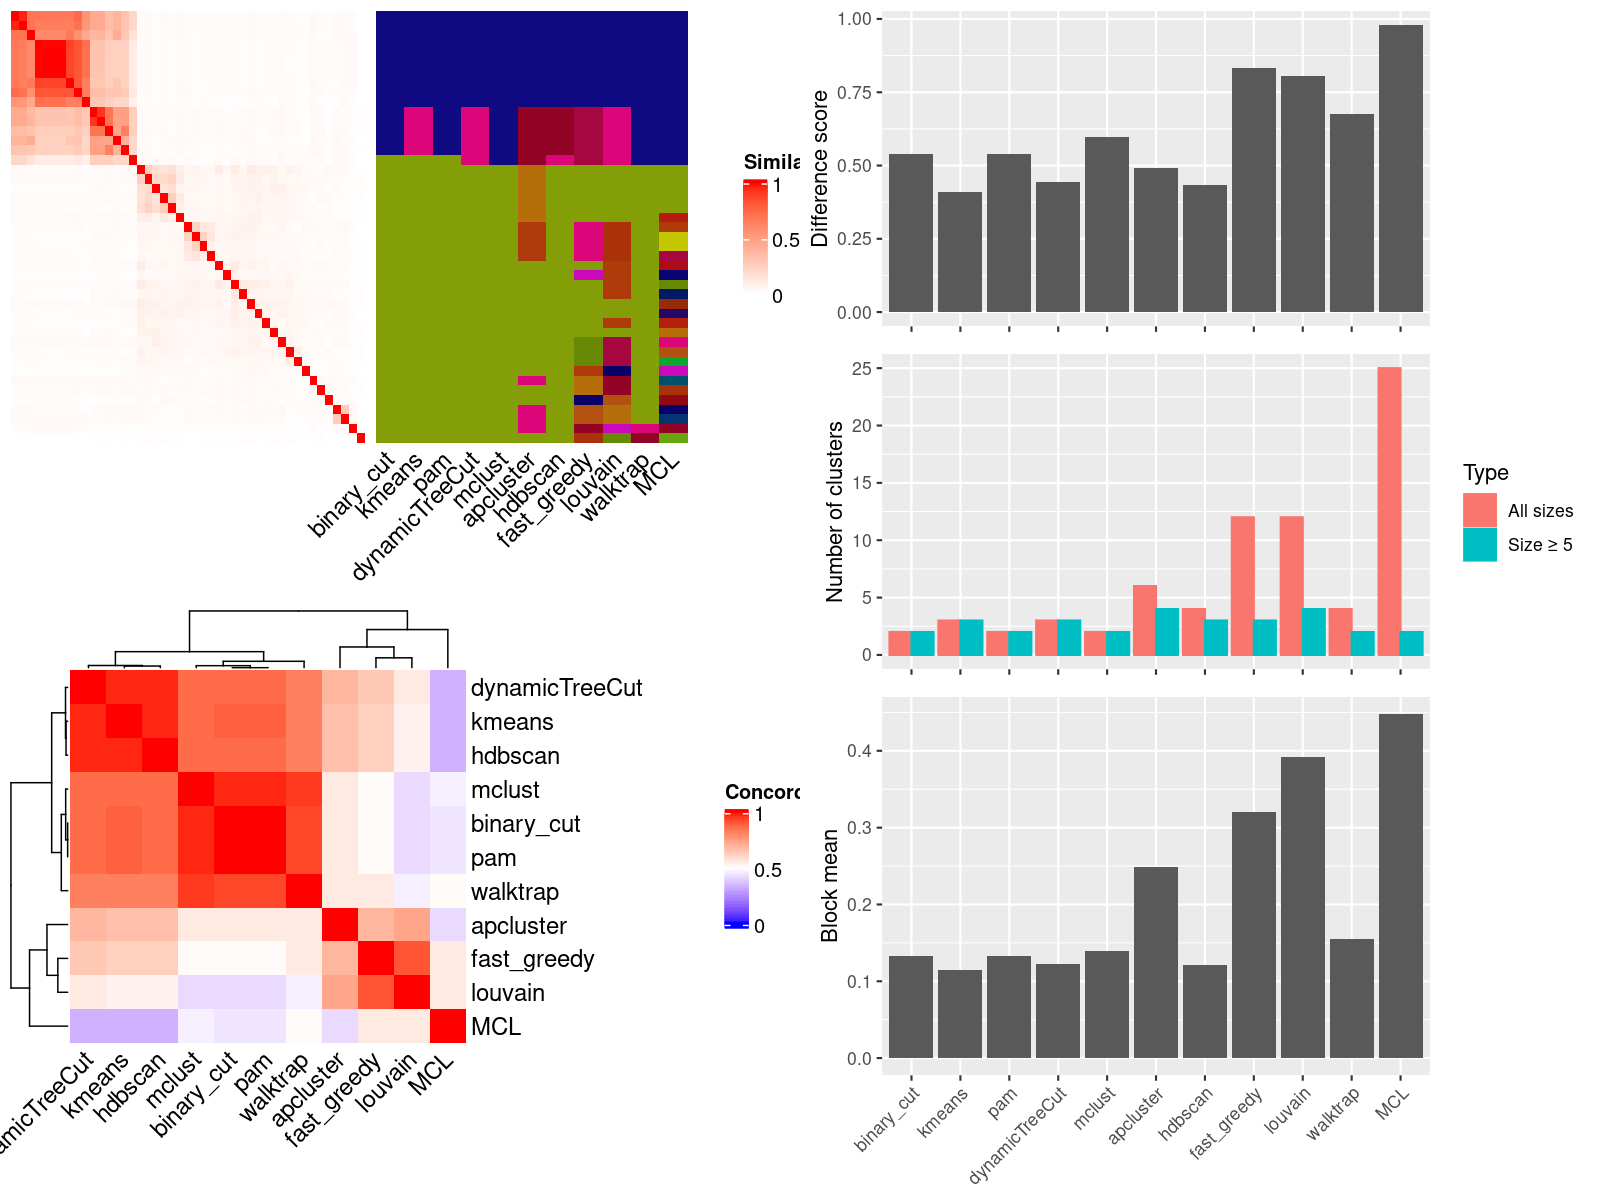 Simila
1
0.5
0
binary_cut
kmeans
pam
dynamicTreeCut
mclust
apcluster
hdbscan
fast_greedy
louvain
walktrap
MCL
Difference score
1.00
0.75
0.50
0.25
0.00
Number of clusters
25
20
15
10
5
0
Type
All sizes
Size ≥ 5
dynamicTreeCut
kmeans
hdbscan
mclust
binary_cut
pam
walktrap
apcluster
fast_greedy
louvain
MCL
Concord
1
0.5
0
amicTreeCut
kmeans
hdbscan
mclust
binary_cut
pam
walktrap
apcluster
fast_greedy
louvain
MCL
Block mean
0.4
0.3
0.2
0.1
0.0
binary_cut
kmeans
pam
dynamicTreeCut
mclust
apcluster
hdbscan
fast_greedy
louvain
walktrap
MCL